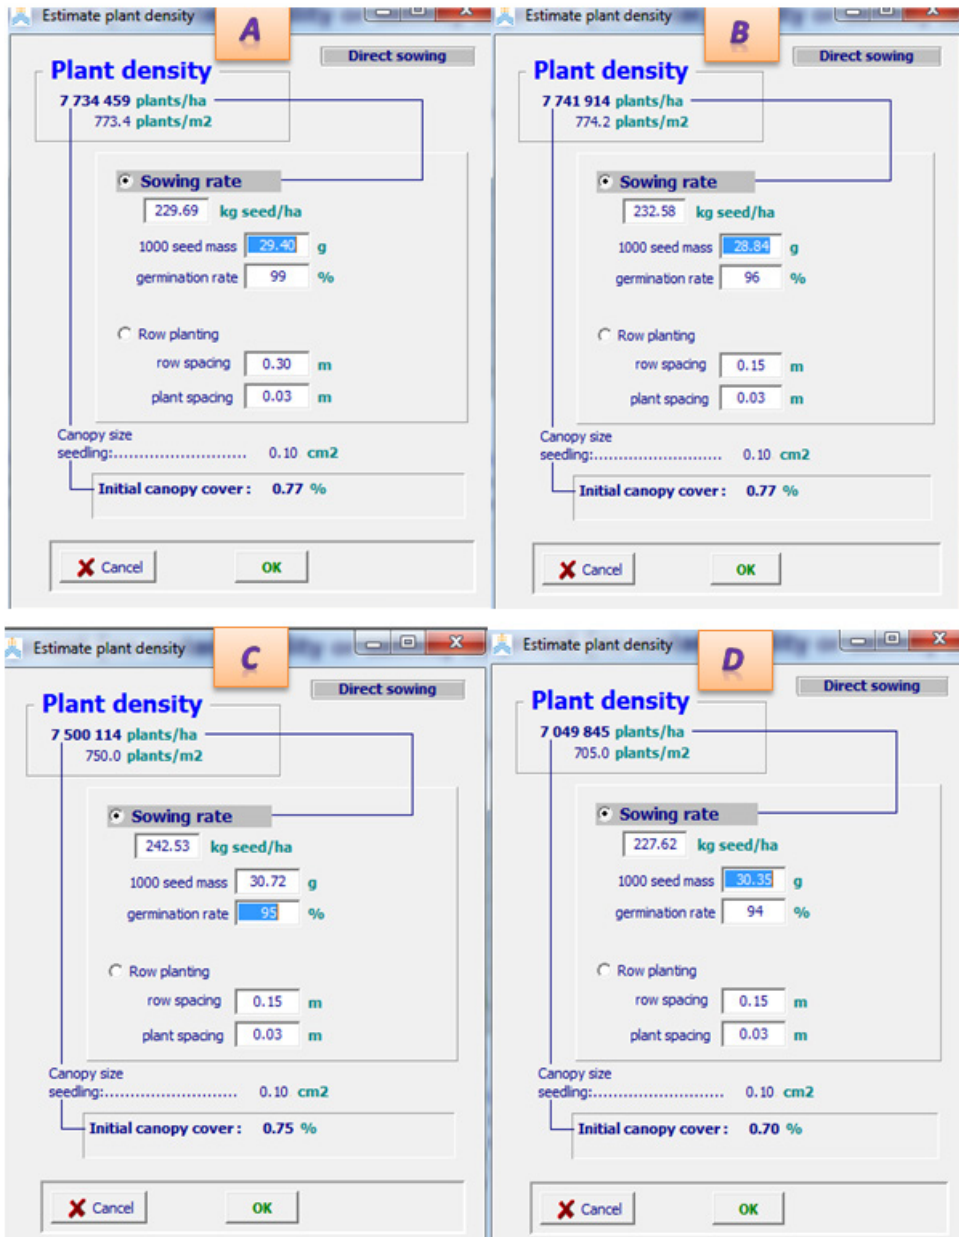 Estimate plant density
A
Direct sowing
Plant density
7 734 459 plants/ha
773.4 plants/m2
Sowing rate
229.69 kg seed/ha
1000 seed mass 29.40 g
germination rate 99 %
Row planting
row spacing 0.30 m
plant spacing 0.03 m
Canopy size
seedling:.......................... 0.10 cm2
Initial canopy cover : 0.77 %
Cancel OK
Estimate plant density
B
Direct sowing
Plant density
7 741 914 plants/ha
774.2 plants/m2
Sowing rate
232.58 kg seed/ha
1000 seed mass 28.84 g
germination rate 96 %
Row planting
row spacing 0.15 m
plant spacing 0.03 m
Canopy size
seedling:.......................... 0.10 cm2
Initial canopy cover : 0.77 %
Cancel OK
Estimate plant density
C
Direct sowing
Plant density
7 500 114 plants/ha
750.0 plants/m2
Sowing rate
242.53 kg seed/ha
1000 seed mass 30.72 g
germination rate 95 %
Row planting
row spacing 0.15 m
plant spacing 0.03 m
Canopy size
seedling:.......................... 0.10 cm2
Initial canopy cover : 0.75 %
Cancel OK
Estimate plant density
D
Direct sowing
Plant density
7 049 845 plants/ha
705.0 plants/m2
Sowing rate
227.62 kg seed/ha
1000 seed mass 30.35 g
germination rate 94 %
Row planting
row spacing 0.15 m
plant spacing 0.03 m
Canopy size
seedling:.......................... 0.10 cm2
Initial canopy cover : 0.70 %
Cancel OK